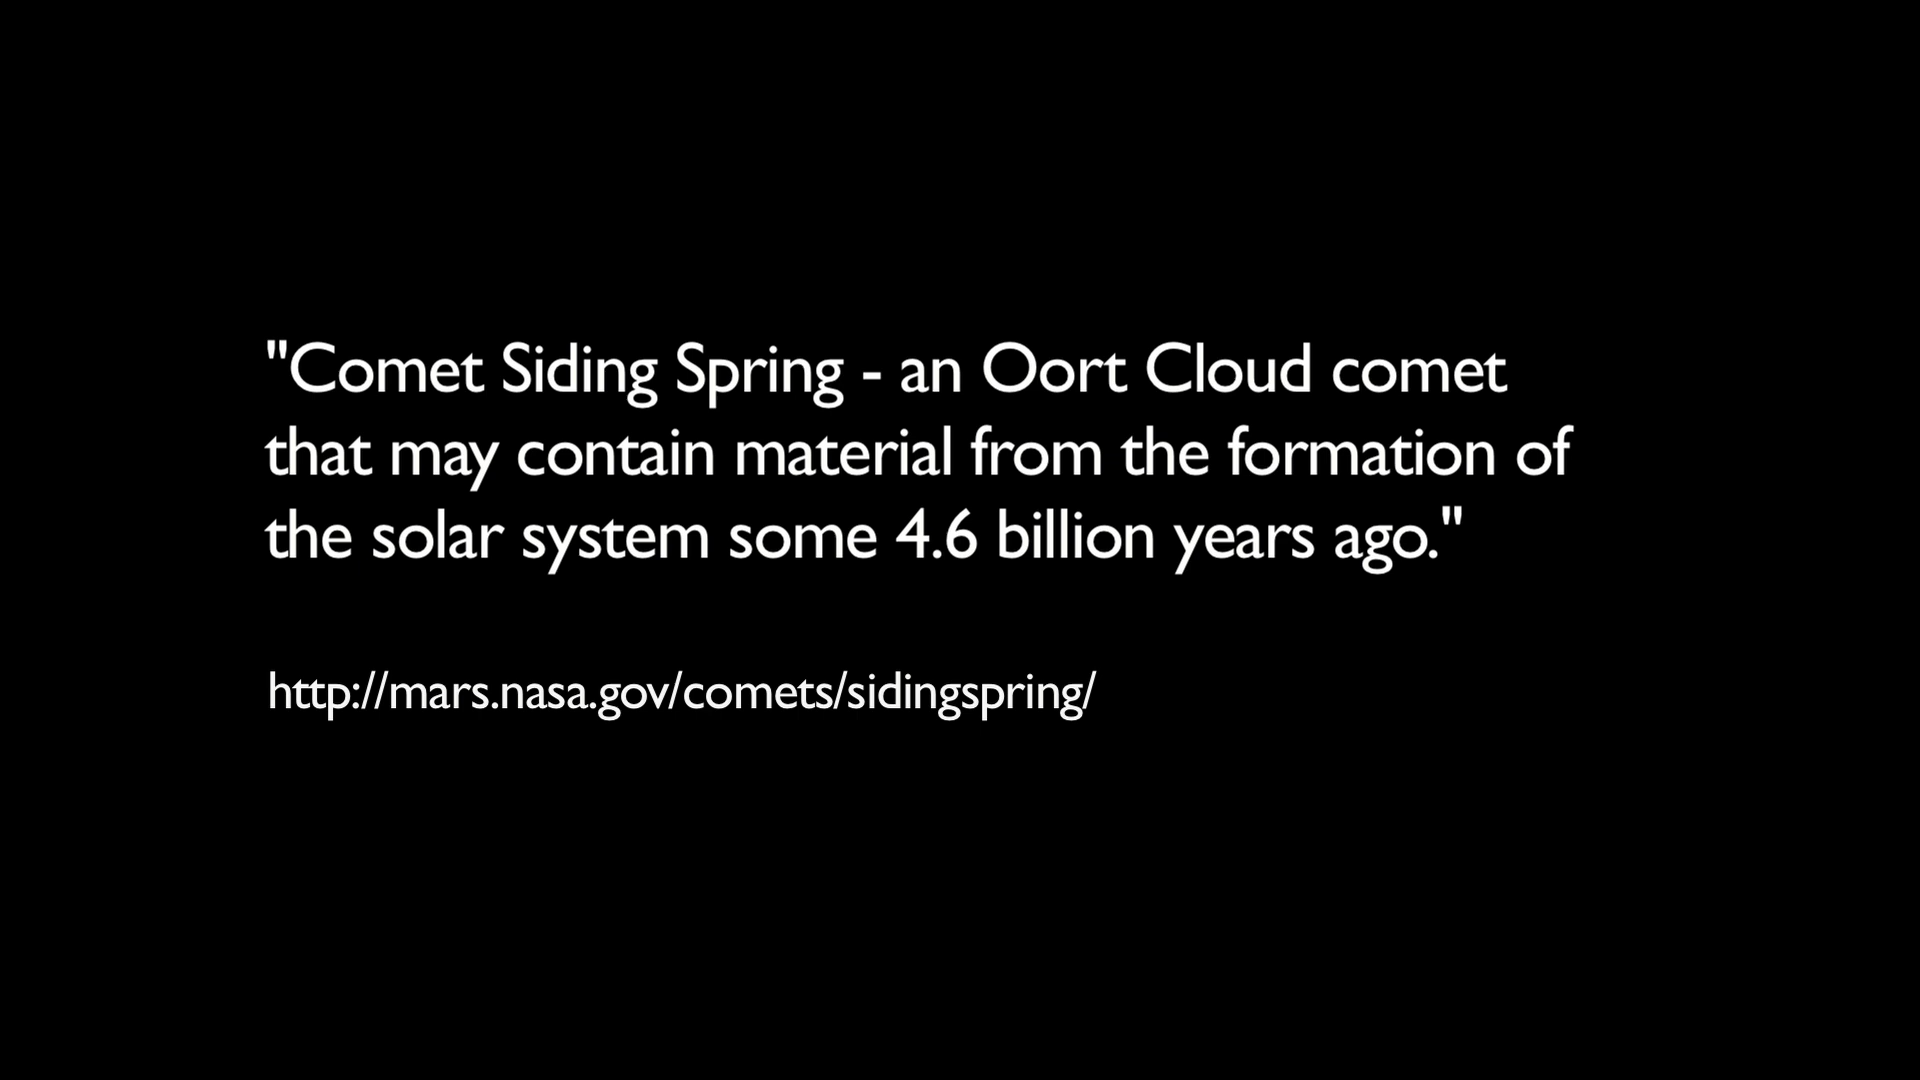 "Comet Siding Spring - an Oort Cloud comet
that may contain material from the formation of
the solar system some 4.6 billion years ago."
http://mars.nasa.gov/comets/sidingspring/